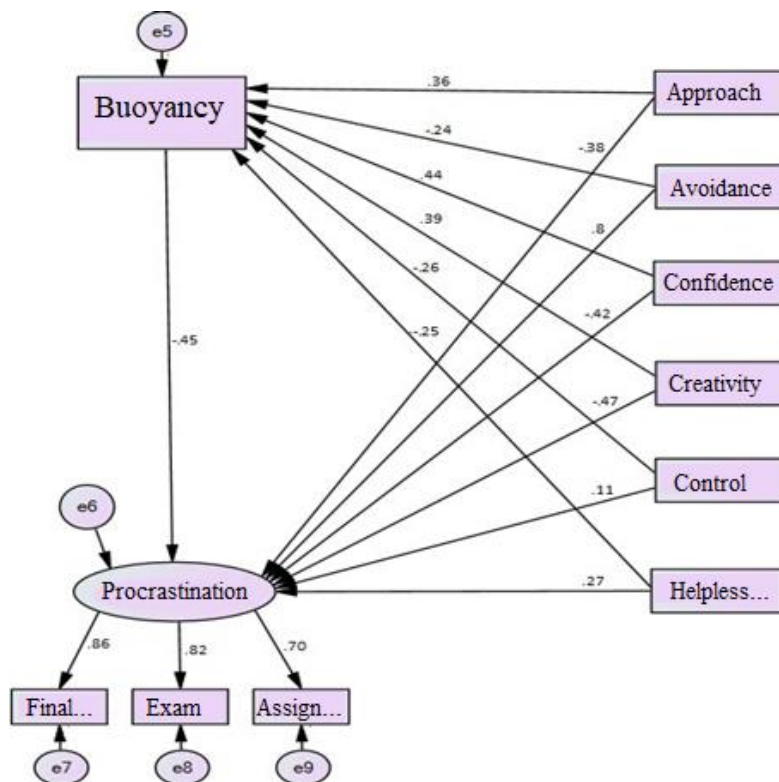 e5
Buoyancy
Approach
.36
-.38
-.24
Avoidance
.44
.8
.39
Confidence
-.26
-.42
-.25
-.45
Creativity
-.47
Control
.11
e6
Procrastination
.27
Helpless...
.86
.82
.70
Final...
Exam
Assign...
e7
e8
e9